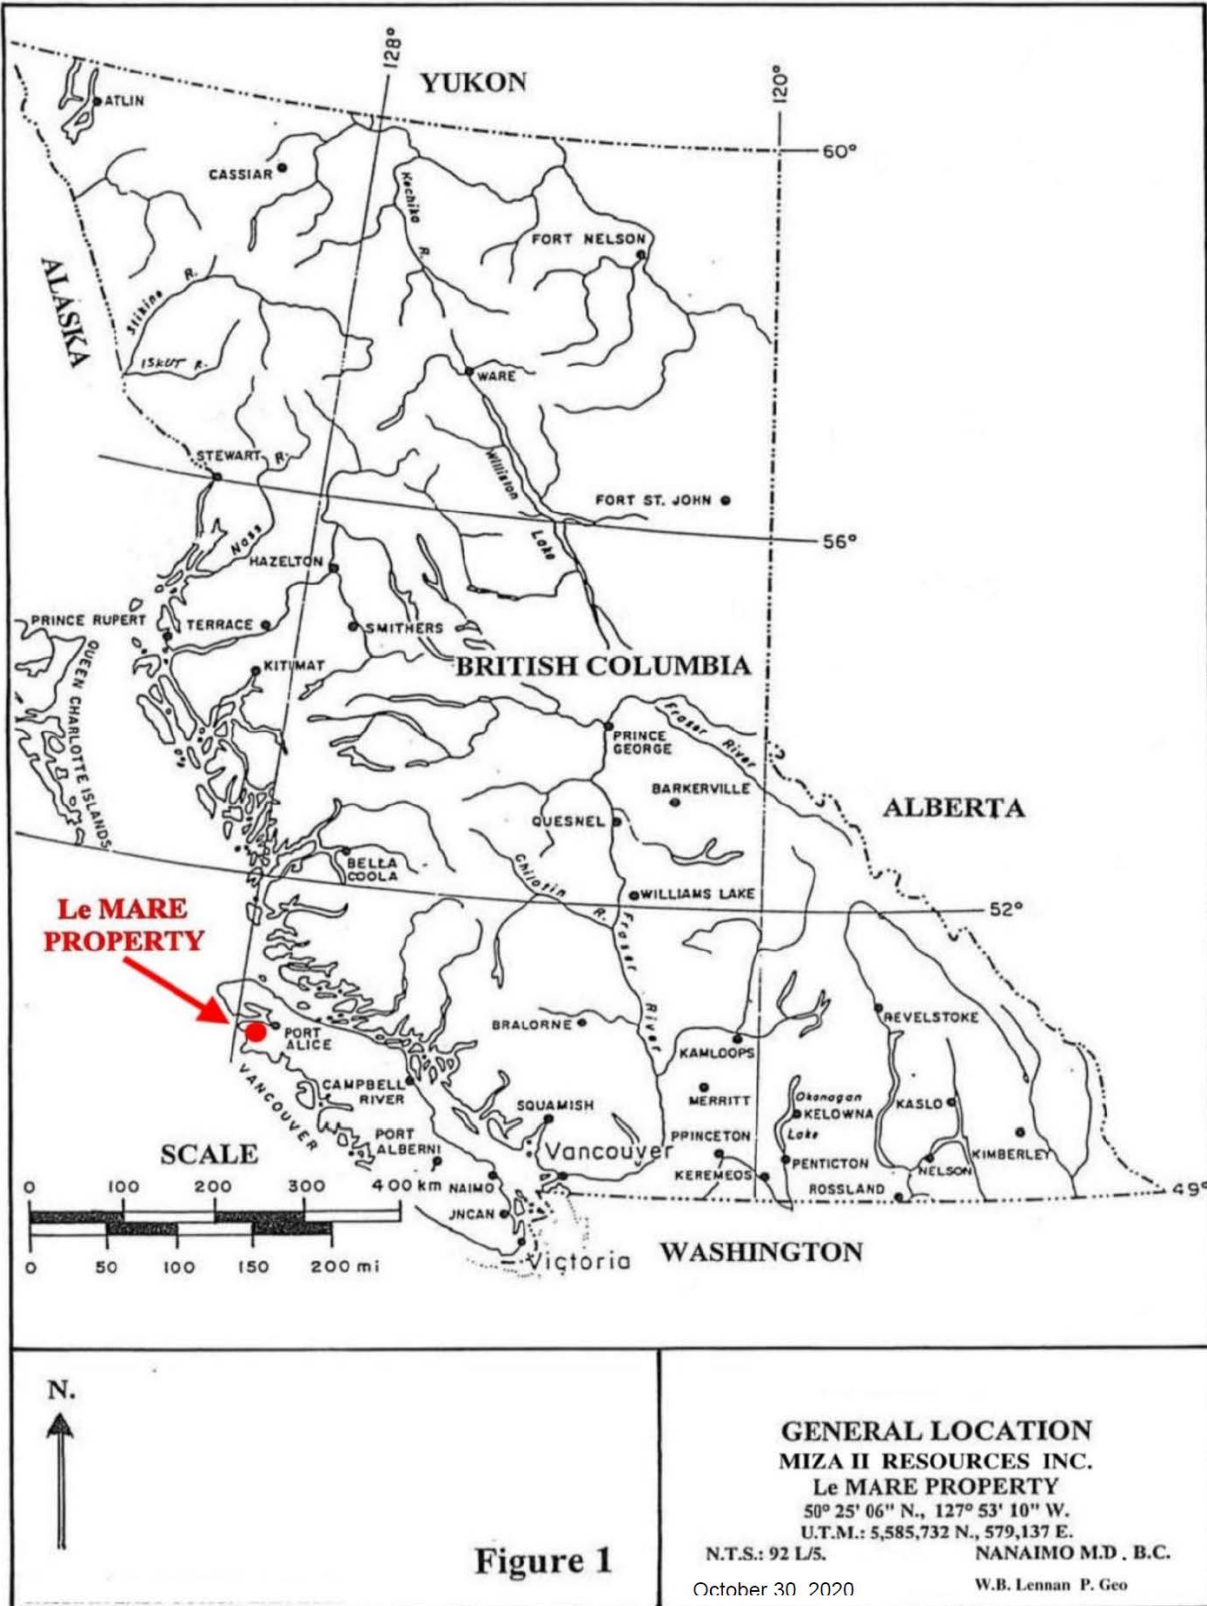 128°
YUKON
120°
ATLIN
60°
CASSIAR
Kechika
R.
FORT NELSON
ALASKA
Stikine R.
ISKUT R.
WARE
STEWART
R.
Williston
FORT ST. JOHN
56°
Nass
Lake
HAZELTON
PRINCE RUPERT
TERRACE
SMITHERS
QUEEN CHARLOTTE ISLANDS
KITIMAT
BRITISH COLUMBIA
Fraser River
PRINCE
GEORGE
BARKERVILLE
ALBERTA
QUESNEL
BELLA
COOLA
Chilotin
R.
WILLIAMS LAKE
Le MARE
PROPERTY
52°
Fraser
River
PORT
ALICE
BRALORNE
REVELSTOKE
KAMLOOPS
VANCOUVER
CAMPBELL
RIVER
MERRITT
Okanagan
KELOWNA
Lake
KASLO
SQUAMISH
PORT
ALBERNI
Vancouver
PRINCETON
KEREMEOS
PENTICTON
NELSON
KIMBERLEY
ROSSLAND
49°
SCALE
0 100 200 300 400 km
NAIMO
JNCAN
0 50 100 150 200 mi
Victoria
WASHINGTON
N.
Figure 1
GENERAL LOCATION
MIZA II RESOURCES INC.
Le MARE PROPERTY
50° 25' 06" N., 127° 53' 10" W.
U.T.M.: 5,585,732 N., 579,137 E.
N.T.S.: 92 L/5. NANAIMO M.D . B.C.
October 30 2020
W.B. Lennan P. Geo